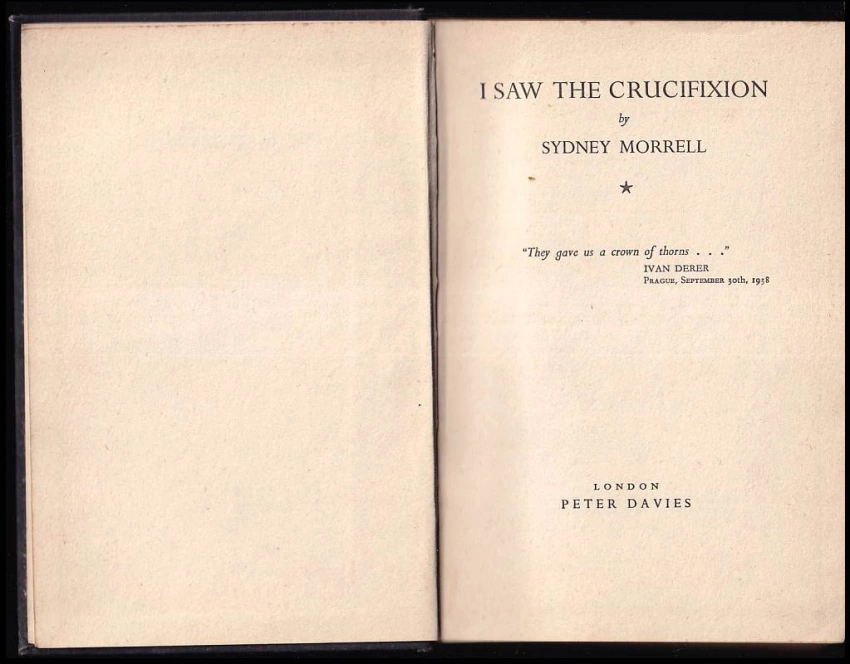 I SAW THE CRUCIFIXION
by
SYDNEY MORRELL
"They gave us a crown of thorns . . ."
IVAN DERER
PRAGUE, SEPTEMBER 30th, 1938
LONDON
PETER DAVIES